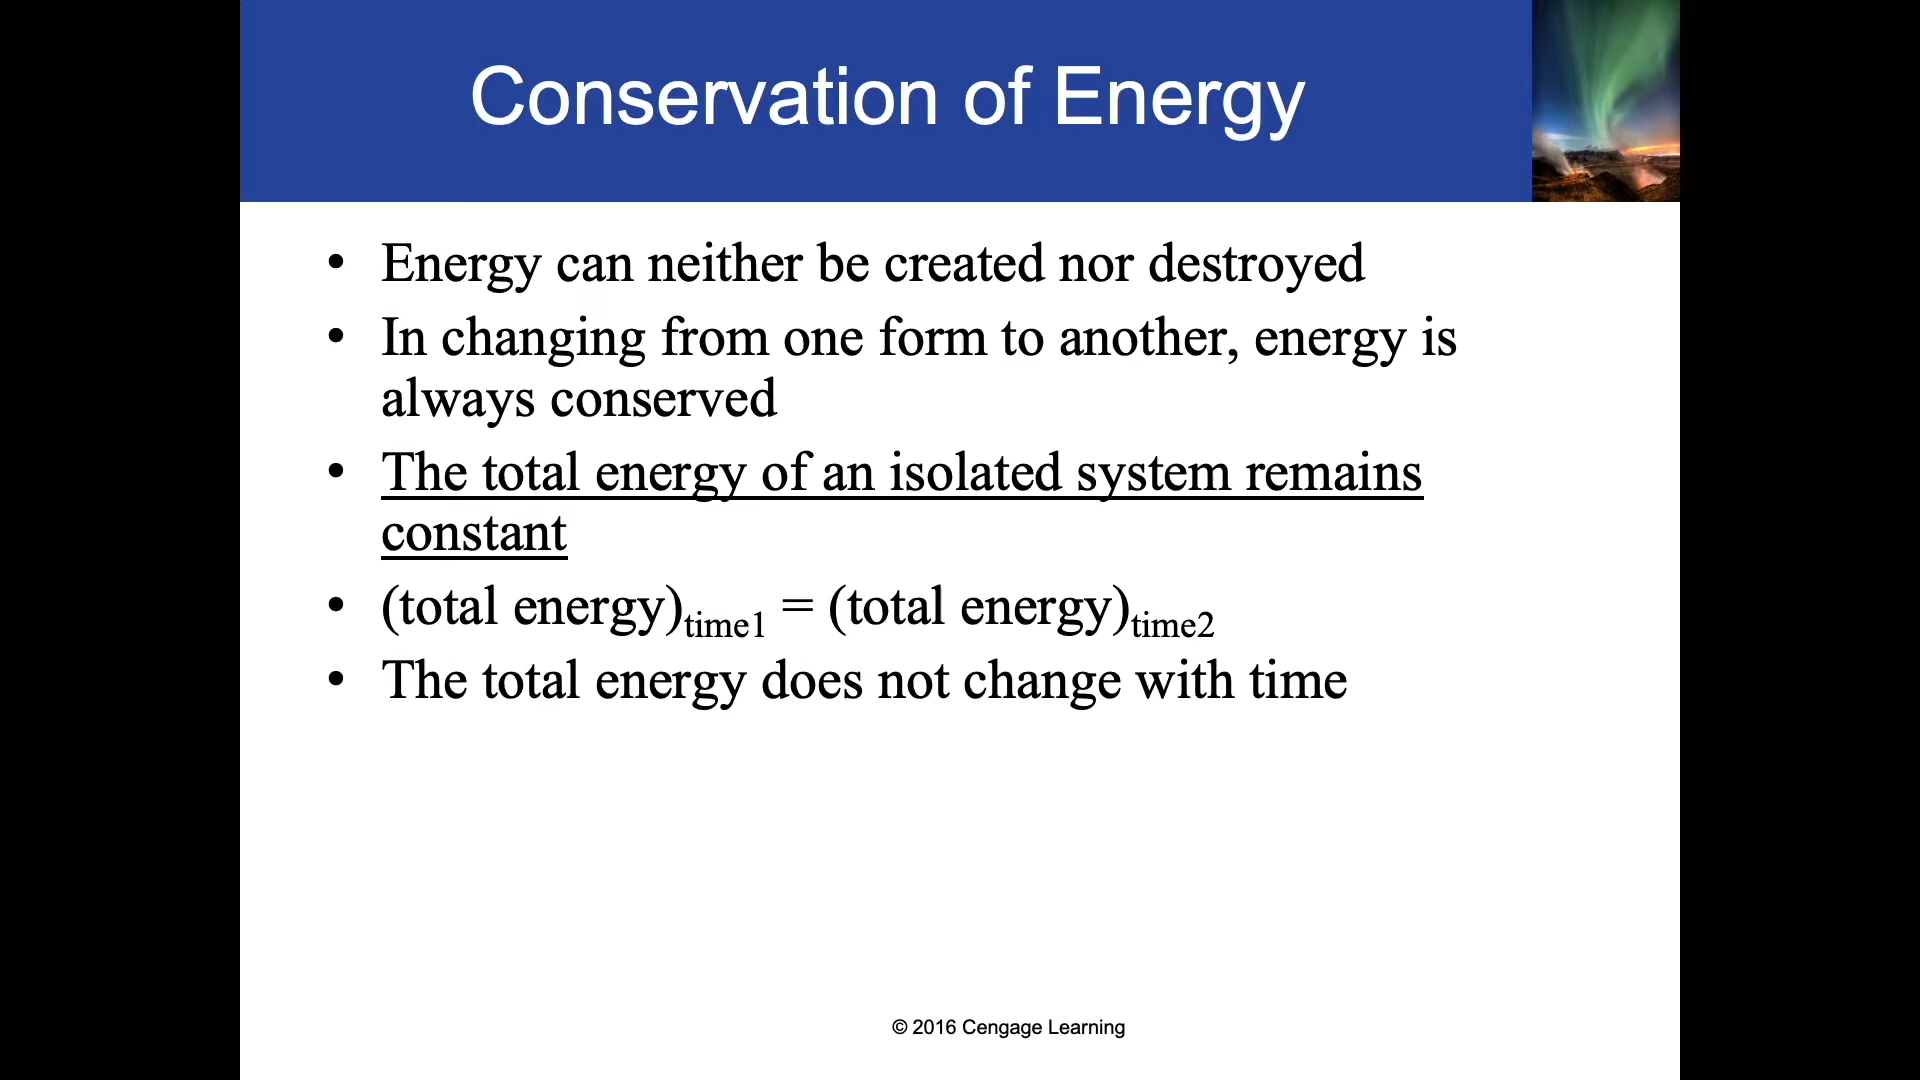 Conservation of Energy
• Energy can neither be created nor destroyed
• In changing from one form to another, energy is
always conserved
• The total energy of an isolated system remains
constant
• (total energy)time1 = (total energy)time2
• The total energy does not change with time
© 2016 Cengage Learning